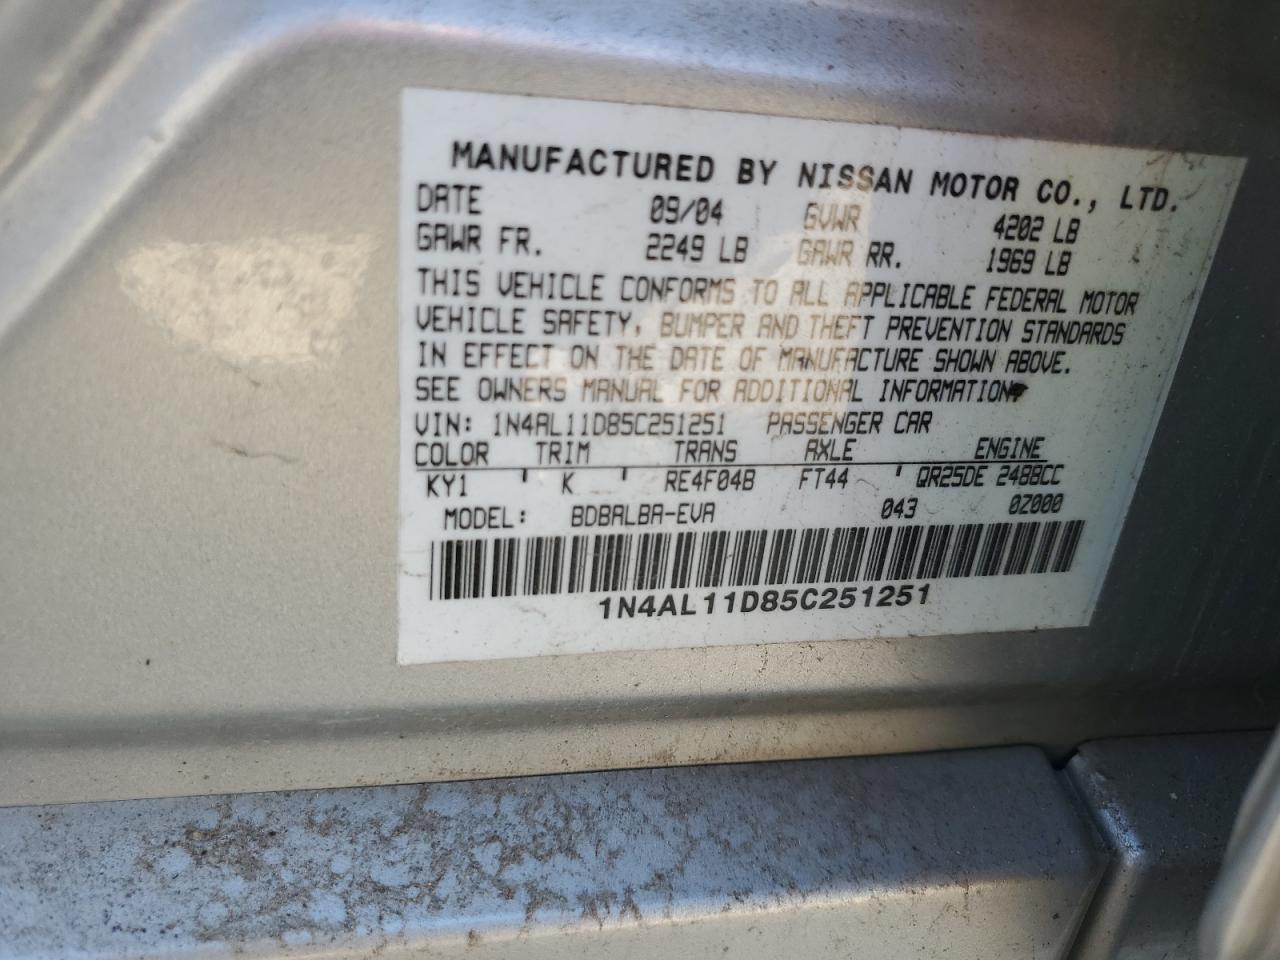 MANUFACTURED BY NISSAN MOTOR CO., LTD.
DATE 09/04 GVWR 4202 LB
GAWR FR. 2249 LB GAWR RR. 1969 LB
THIS VEHICLE CONFORMS TO ALL APPLICABLE FEDERAL MOTOR
VEHICLE SAFETY, BUMPER AND THEFT PREVENTION STANDARDS
IN EFFECT ON THE DATE OF MANUFACTURE SHOWN ABOVE.
SEE OWNERS MANUAL FOR ADDITIONAL INFORMATION.
VIN: 1N4AL11D85C251251 PASSENGER CAR
COLOR TRIM TRANS AXLE ENGINE
KY1 ' K ' RE4F04B FT44 ' QR25DE 2488CC
MODEL: BDBALBA-EVA 043 0Z000
1N4AL11D85C251251